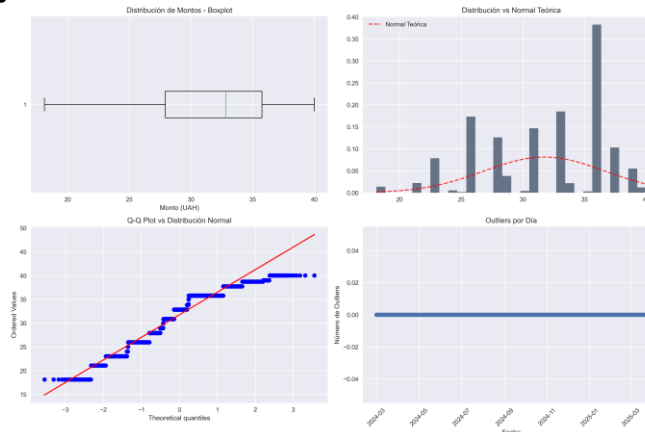 Distribución de Montos - Boxplot
1
20 25 30 35 40
Monto (UAH)
Distribución vs Normal Teórica
Normal Teórica
0.40
0.35
0.30
0.25
0.20
0.15
0.10
0.05
0.00
20 25 30 35
Q-Q Plot vs Distribución Normal
Ordered Values
50
45
40
35
30
25
20
15
−3 −2 −1 0 1 2 3
Theoretical quantiles
Outliers por Día
Número de Outliers
0.04
0.02
0.00
−0.02
−0.04
2024-03 2024-05 2024-07 2024-09 2024-11 2025-01 2025-03